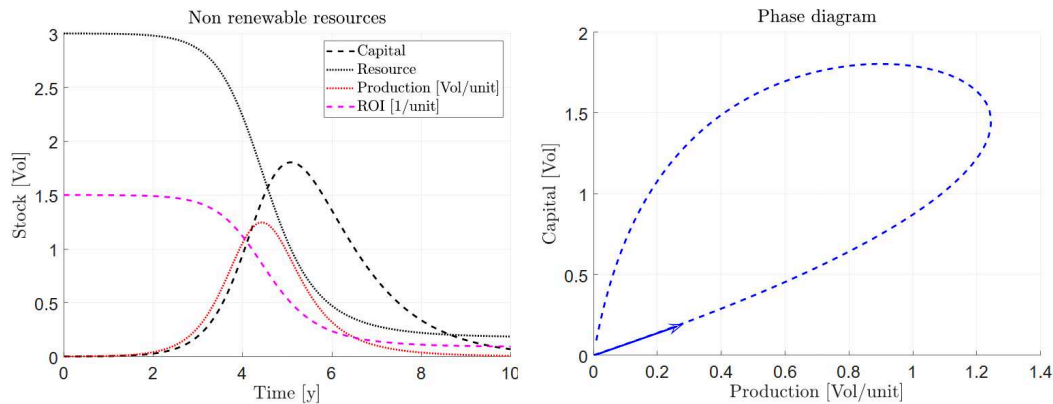 Non renewable resources
3
2.5
2
1.5
1
0.5
0
Stock [Vol]
Capital
Resource
Production [Vol/unit]
ROI [1/unit]
0 2 4 6 8 10
Time [y]
Phase diagram
2
1.5
1
0.5
0
Capital [Vol]
0 0.2 0.4 0.6 0.8 1 1.2 1.4
Production [Vol/unit]